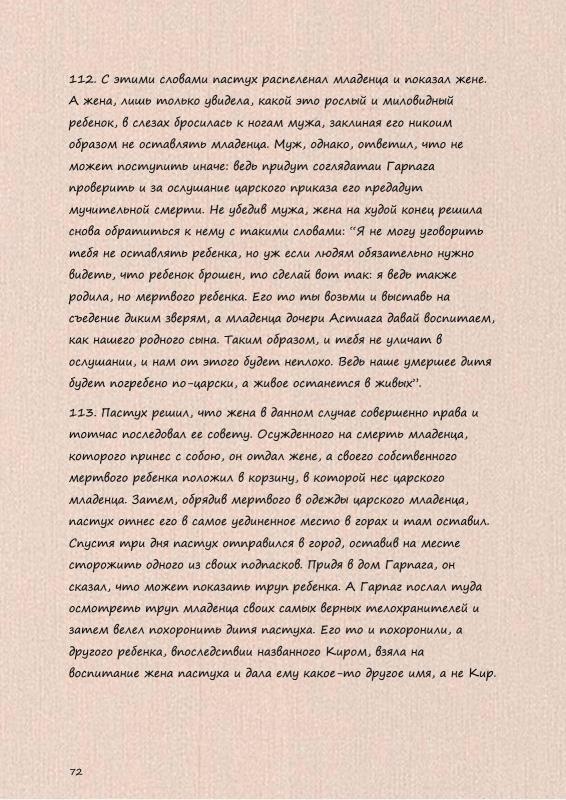 112. С этими словами пастух распеленал младенца и показал жене.
А жена, лишь только увидела, какой это рослый и миловидный
ребенок, в слезах бросилась к ногам мужа, заклиная его никоим
образом не оставлять младенца. Муж, однако, ответил, что не
может поступить иначе: ведь придут соглядатаи Гарпага
проверить и за ослушание царского приказа его предадут
мучительной смерти. Не убедив мужа, жена на худой конец решила
снова обратиться к нему с такими словами: “Я не могу уговорить
тебя не оставлять ребенка, но уж если людям обязательно нужно
видеть, что ребенок брошен, то сделай вот так: я ведь также
родила, но мертвого ребенка. Его то ты возьми и выставь на
съедение диким зверям, а младенца дочери Астиага давай воспитаем,
как нашего родного сына. Таким образом, и тебя не уличат в
ослушании, и нам от этого будет неплохо. Ведь наше умершее дитя
будет погребено по-царски, а живое останется в живых”.
113. Пастух решил, что жена в данном случае совершенно права и
тотчас последовал ее совету. Осужденного на смерть младенца,
которого принес с собою, он отдал жене, а своего собственного
мертвого ребенка положил в корзину, в которой нес царского
младенца. Затем, обрядив мертвого в одежды царского младенца,
пастух отнес его в самое уединенное место в горах и там оставил.
Спустя три дня пастух отправился в город, оставив на месте
сторожить одного из своих подпасков. Придя в дом Гарпага, он
сказал, что может показать труп ребенка. А Гарпаг послал туда
осмотреть труп младенца своих самых верных телохранителей и
затем велел похоронить дитя пастуха. Его то и похоронили, а
другого ребенка, впоследствии названного Киром, взяла на
воспитание жена пастуха и дала ему какое-то другое имя, а не Кир.
72